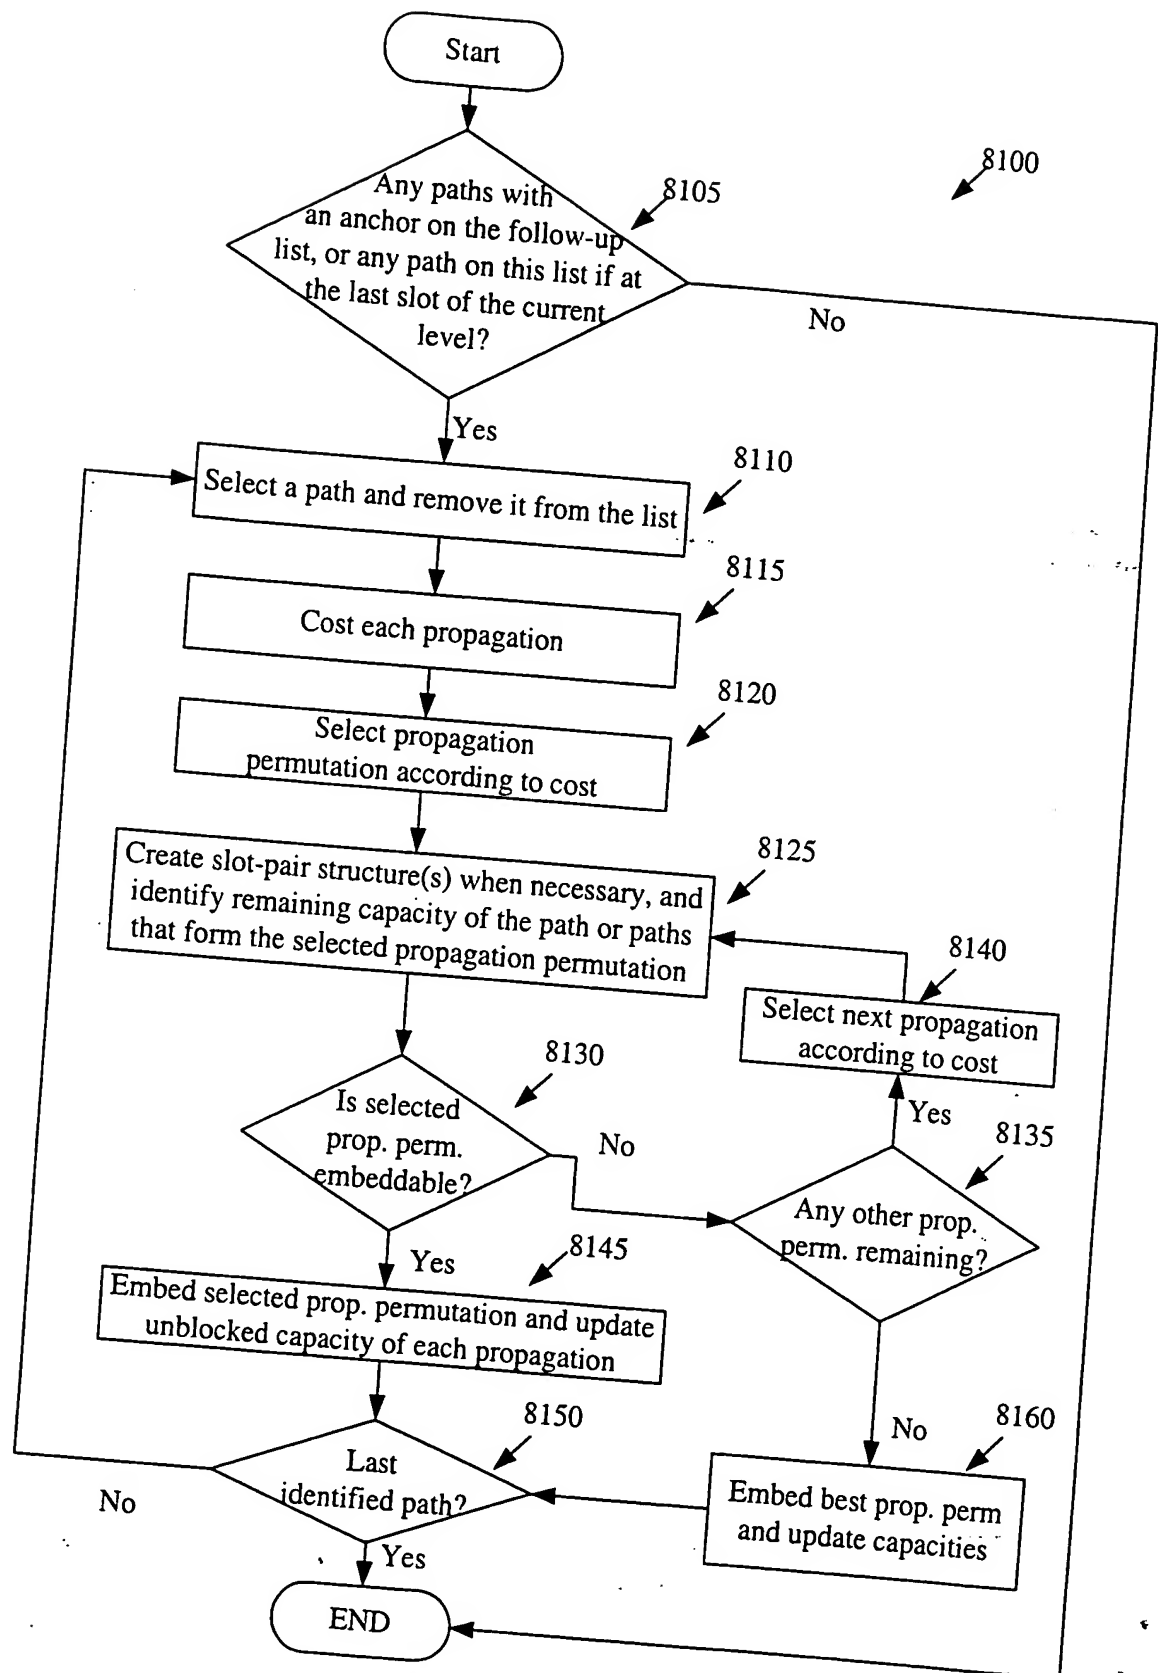 Start
8100
8105
Any paths with
an anchor on the follow-up
list, or any path on this list if at
the last slot of the current
level?
No
Yes
8110
Select a path and remove it from the list
8115
Cost each propagation
8120
Select propagation
permutation according to cost
8125
Create slot-pair structure(s) when necessary, and
identify remaining capacity of the path or paths
that form the selected propagation permutation
8140
Select next propagation
according to cost
8130
Is selected
prop. perm.
embeddable?
No
Yes
8135
Any other prop.
perm. remaining?
Yes
8145
Embed selected prop. permutation and update
unblocked capacity of each propagation
8150
Last
identified path?
No
No
8160
Embed best prop. perm
and update capacities
Yes
END